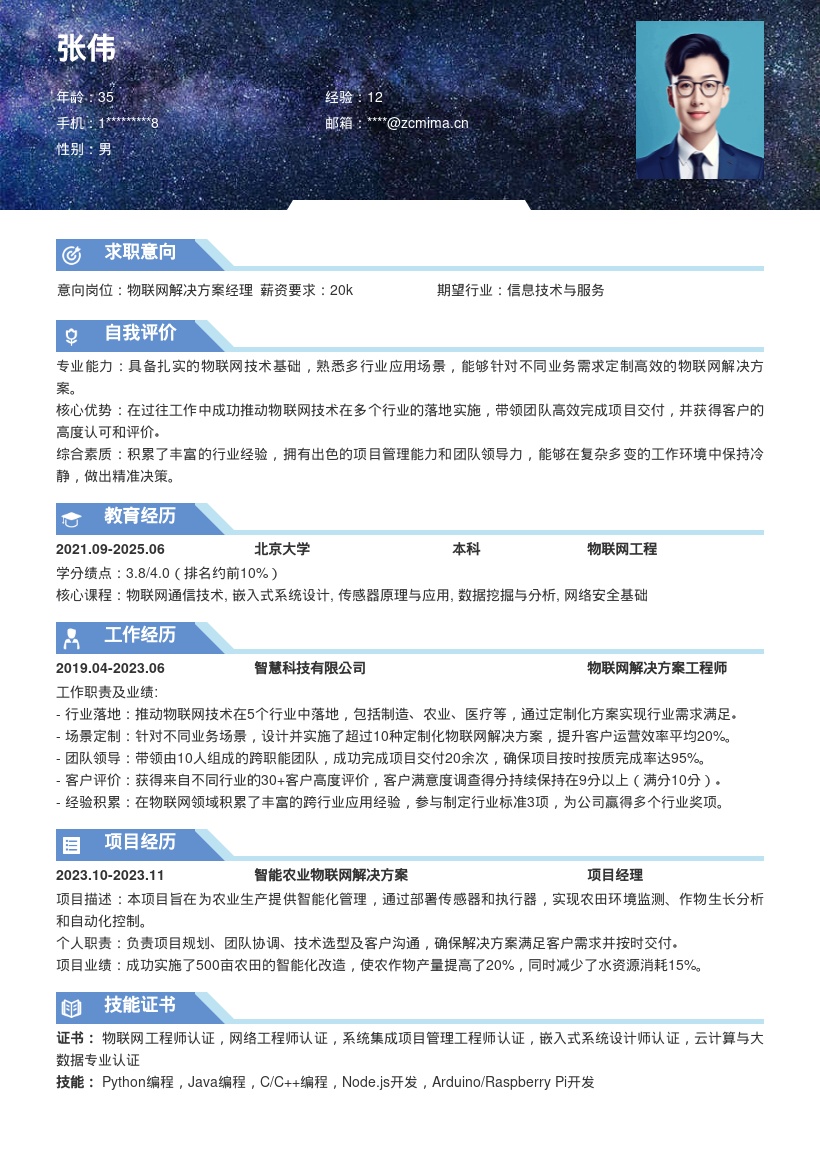 张伟
年龄：35 经验：12
手机：1*********8 邮箱：****@zcmima.cn
性别：男
求职意向
意向岗位：物联网解决方案经理 薪资要求：20k 期望行业：信息技术与服务
自我评价
专业能力：具备扎实的物联网技术基础，熟悉多行业应用场景，能够针对不同业务需求定制高效的物联网解决方
案。
核心优势：在过往工作中成功推动物联网技术在多个行业的落地实施，带领团队高效完成项目交付，并获得客户的
高度认可和评价。
综合素质：积累了丰富的行业经验，拥有出色的项目管理能力和团队领导力，能够在复杂多变的工作环境中保持冷
静，做出精准决策。
教育经历
2021.09-2025.06 北京大学 本科 物联网工程
学分绩点：3.8/4.0（排名约前10%）
核心课程：物联网通信技术, 嵌入式系统设计, 传感器原理与应用, 数据挖掘与分析, 网络安全基础
工作经历
2019.04-2023.06 智慧科技有限公司 物联网解决方案工程师
工作职责及业绩:
- 行业落地：推动物联网技术在5个行业中落地，包括制造、农业、医疗等，通过定制化方案实现行业需求满足。
- 场景定制：针对不同业务场景，设计并实施了超过10种定制化物联网解决方案，提升客户运营效率平均20%。
- 团队领导：带领由10人组成的跨职能团队，成功完成项目交付20余次，确保项目按时按质完成率达95%。
- 客户评价：获得来自不同行业的30+客户高度评价，客户满意度调查得分持续保持在9分以上（满分10分）。
- 经验积累：在物联网领域积累了丰富的跨行业应用经验，参与制定行业标准3项，为公司赢得多个行业奖项。
项目经历
2023.10-2023.11 智能农业物联网解决方案 项目经理
项目描述：本项目旨在为农业生产提供智能化管理，通过部署传感器和执行器，实现农田环境监测、作物生长分析
和自动化控制。
个人职责：负责项目规划、团队协调、技术选型及客户沟通，确保解决方案满足客户需求并按时交付。
项目业绩：成功实施了500亩农田的智能化改造，使农作物产量提高了20%，同时减少了水资源消耗15%。
技能证书
证书： 物联网工程师认证，网络工程师认证，系统集成项目管理工程师认证，嵌入式系统设计师认证，云计算与大
数据专业认证
技能： Python编程，Java编程，C/C++编程，Node.js开发，Arduino/Raspberry Pi开发